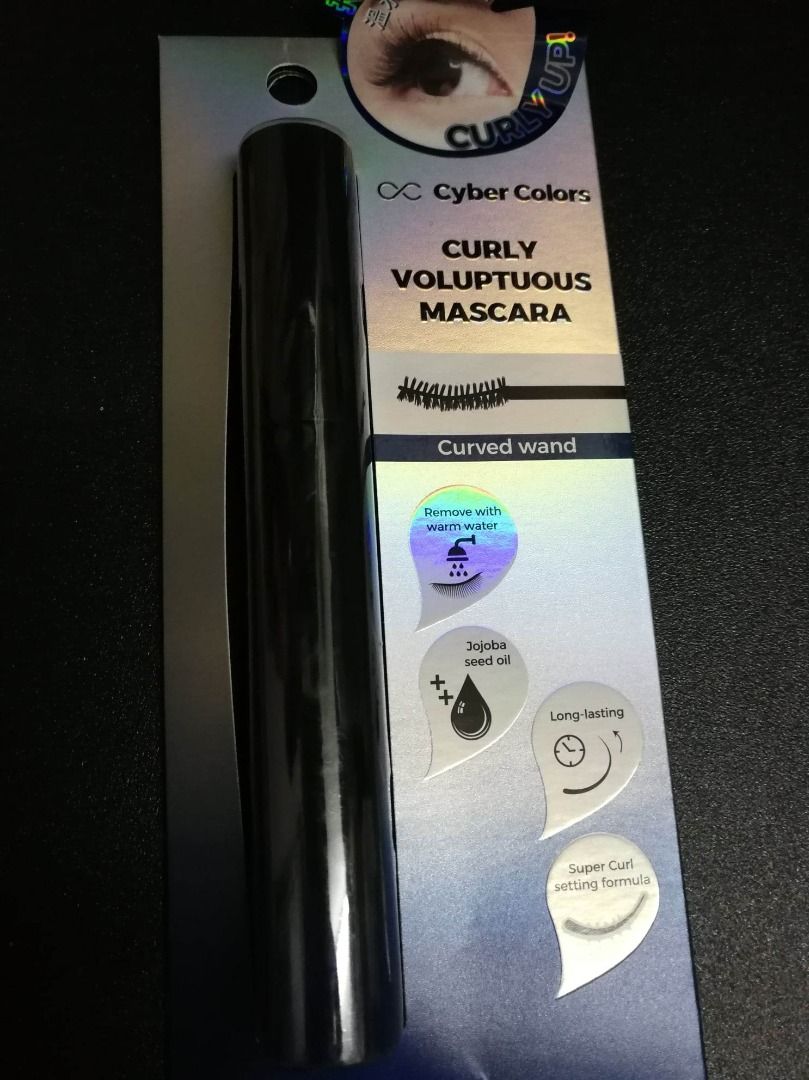 CURLY UP!
Cyber Colors
CURLY
VOLUPTUOUS
MASCARA
Curved wand
Remove with
warm water
Jojoba
seed oil
Long-lasting
Super Curl
setting formula